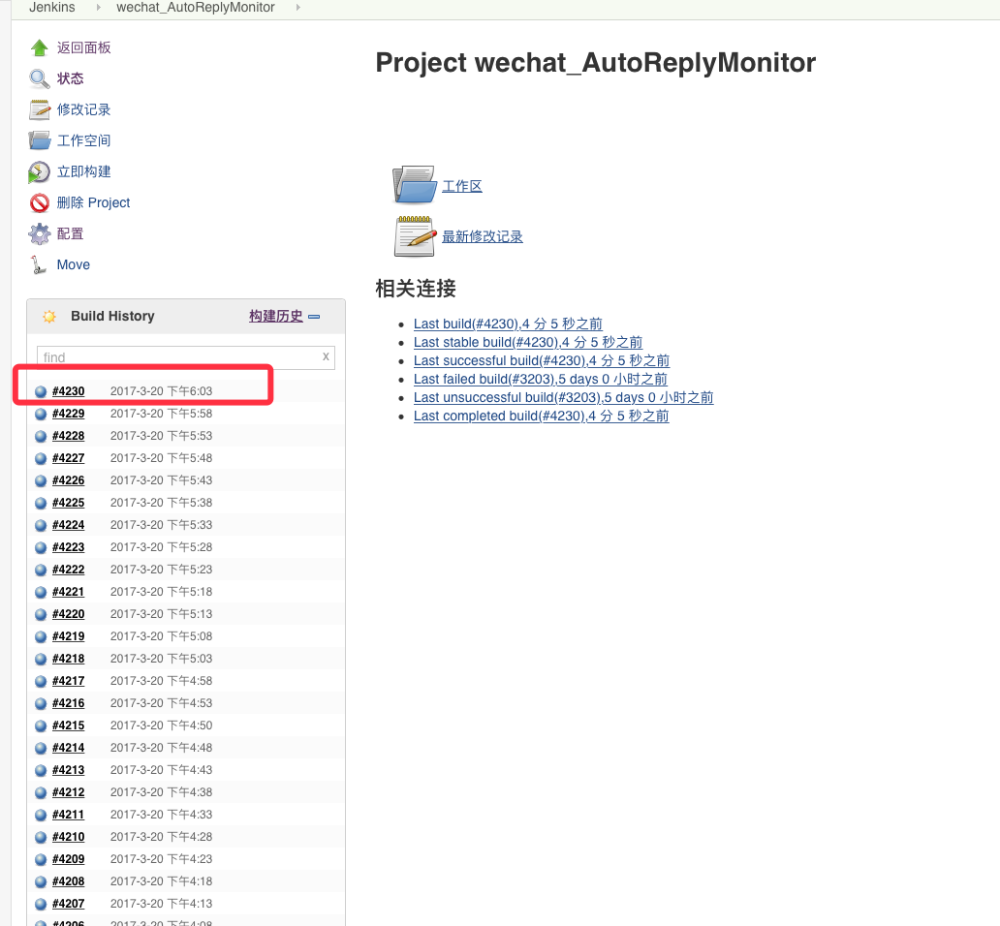 Jenkins wechat_AutoReplyMonitor
返回面板
状态
修改记录
工作空间
立即构建
删除 Project
配置
Move
Build History 构建历史
find X
#4230 2017-3-20 下午6:03
#4229 2017-3-20 下午5:58
#4228 2017-3-20 下午5:53
#4227 2017-3-20 下午5:48
#4226 2017-3-20 下午5:43
#4225 2017-3-20 下午5:38
#4224 2017-3-20 下午5:33
#4223 2017-3-20 下午5:28
#4222 2017-3-20 下午5:23
#4221 2017-3-20 下午5:18
#4220 2017-3-20 下午5:13
#4219 2017-3-20 下午5:08
#4218 2017-3-20 下午5:03
#4217 2017-3-20 下午4:58
#4216 2017-3-20 下午4:53
#4215 2017-3-20 下午4:50
#4214 2017-3-20 下午4:48
#4213 2017-3-20 下午4:43
#4212 2017-3-20 下午4:38
#4211 2017-3-20 下午4:33
#4210 2017-3-20 下午4:28
#4209 2017-3-20 下午4:23
#4208 2017-3-20 下午4:18
#4207 2017-3-20 下午4:13
#4206 2017-3-20 下午4:08
Project wechat_AutoReplyMonitor
工作区
最新修改记录
相关连接
Last build(#4230),4 分 5 秒之前
Last stable build(#4230),4 分 5 秒之前
Last successful build(#4230),4 分 5 秒之前
Last failed build(#3203),5 days 0 小时之前
Last unsuccessful build(#3203),5 days 0 小时之前
Last completed build(#4230),4 分 5 秒之前